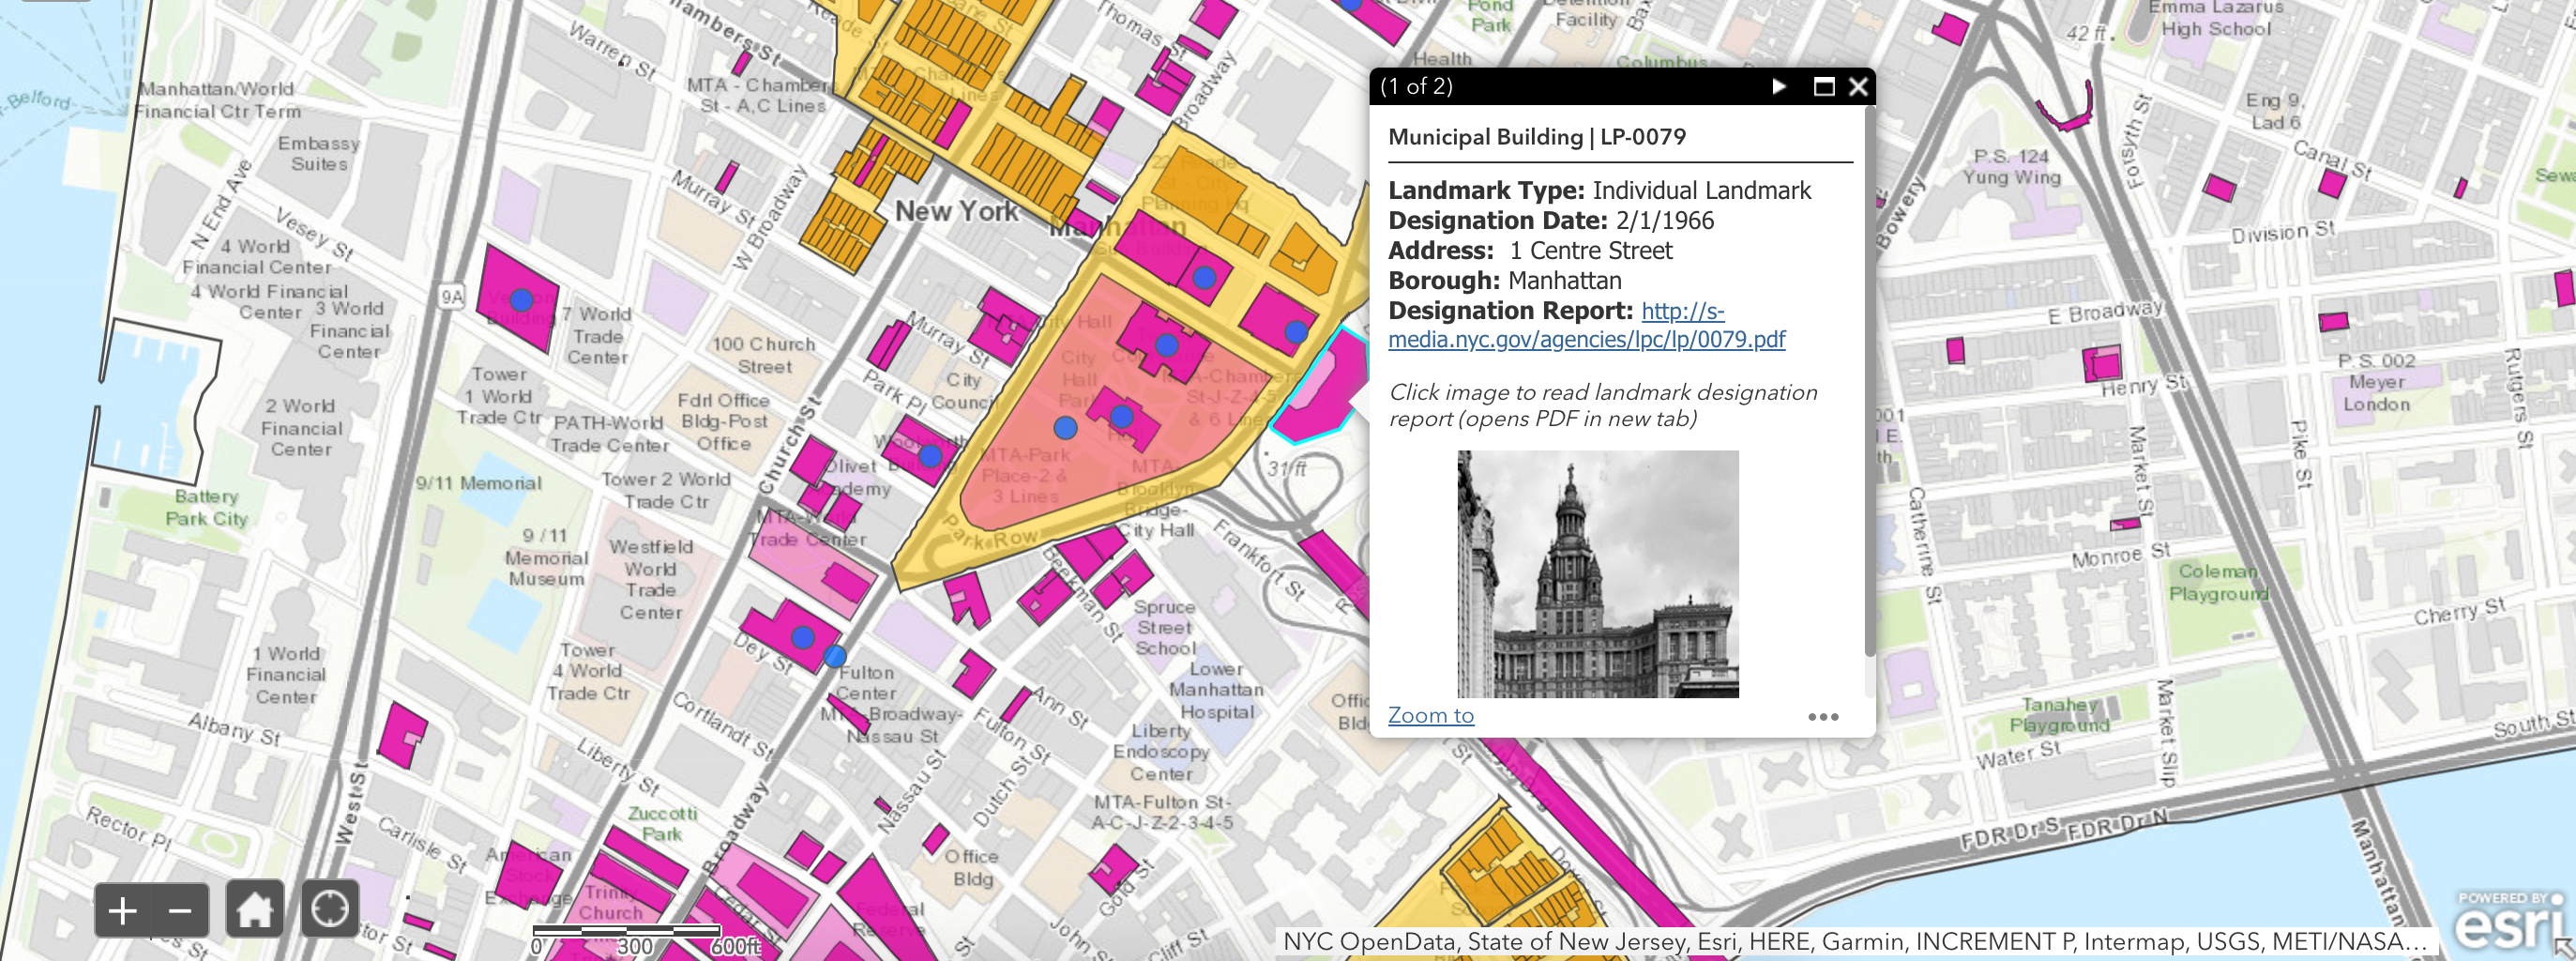 (1 of 2)
Municipal Building | LP-0079
Landmark Type: Individual Landmark
Designation Date: 2/1/1966
Address: 1 Centre Street
Borough: Manhattan
Designation Report: http://s-
media.nyc.gov/agencies/lpc/lp/0079.pdf
Click image to read landmark designation
report (opens PDF in new tab)
Zoom to
Chambers St
Reade St
Thomas St
Broadway
Pond
Park
Detention
Facility
Health
Columbus
42 ft
Emma Lazarus
High School
Warren St
MTA - Chambers
St - A,C Lines
Manhattan/World
Financial Ctr Term
-Belford
Embassy
Suites
N End Ave
Vesey St
Murray St
W Broadway
New York
Manhattan
4 World
Financial Center
4 World Financial
Center
3 World
Financial
Center
9A
7 World
Trade
Center
100 Church
Street
Murray St
Park Pl
City
Council
City
Hall
MTA-Park
Place-2 &
3 Lines
MTA-
Brooklyn
Bridge-
City Hall
31 ft
Tower
1 World
Trade Ctr
PATH-World
Trade Center
Fdrl Office
Bldg-Post
Office
Church St
Woolworth
Building
2 World
Financial
Center
9/11 Memorial
Tower 2 World
Trade Ctr
Battery
Park City
MTA-World
Trade Center
Park Row
Beekman St
Frankfort St
9 / 11
Memorial
Museum
Westfield
World
Trade
Center
Spruce
Street
School
Dey St
Tower
4 World
Trade Ctr
1 World
Financial
Center
Fulton
Center
MTA-Broadway-
Nassau St
Ann St
Fulton St
Lower
Manhattan
Hospital
Liberty
Endoscopy
Center
Albany St
Cortlandt St
Liberty St
Nassau St
Dutch St
MTA-Fulton St-
A-C-J-Z-2-3-4-5
Zuccotti
Park
Broadway
West St
Rector Pl
Carlisle St
American
Stock
Exchange
Trinity
Church
Cedar St
Federal
Reserve
Office
Bldg
Gold St
John St
Cliff St
Eng 9,
Lad 6
Canal St
Forsyth St
P.S. 124
Yung Wing
Bowery
Division St
E Broadway
Henry St
P.S. 002
Meyer
London
Rutgers St
Pike St
Market St
Catherine St
Monroe St
Coleman
Playground
Cherry St
Tanahey
Playground
Water St
Market Slip
South St
FDR Dr S
FDR Dr N
Manhattan
0 300 600ft
NYC OpenData, State of New Jersey, Esri, HERE, Garmin, INCREMENT P, Intermap, USGS, METI/NASA...
POWERED BY
esri